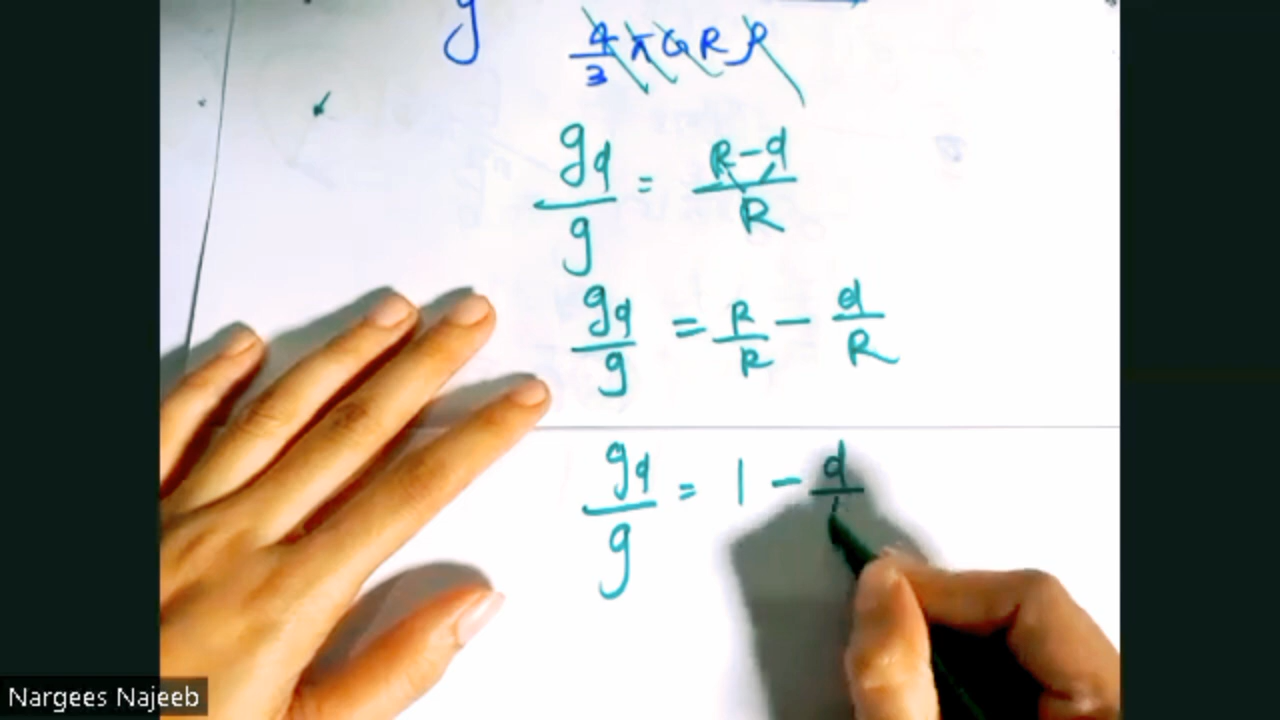 g
4/3 π G R ρ
gd/g = R-d/R
gd/g = R/R - d/R
gd/g = 1 - d/
Nargees Najeeb